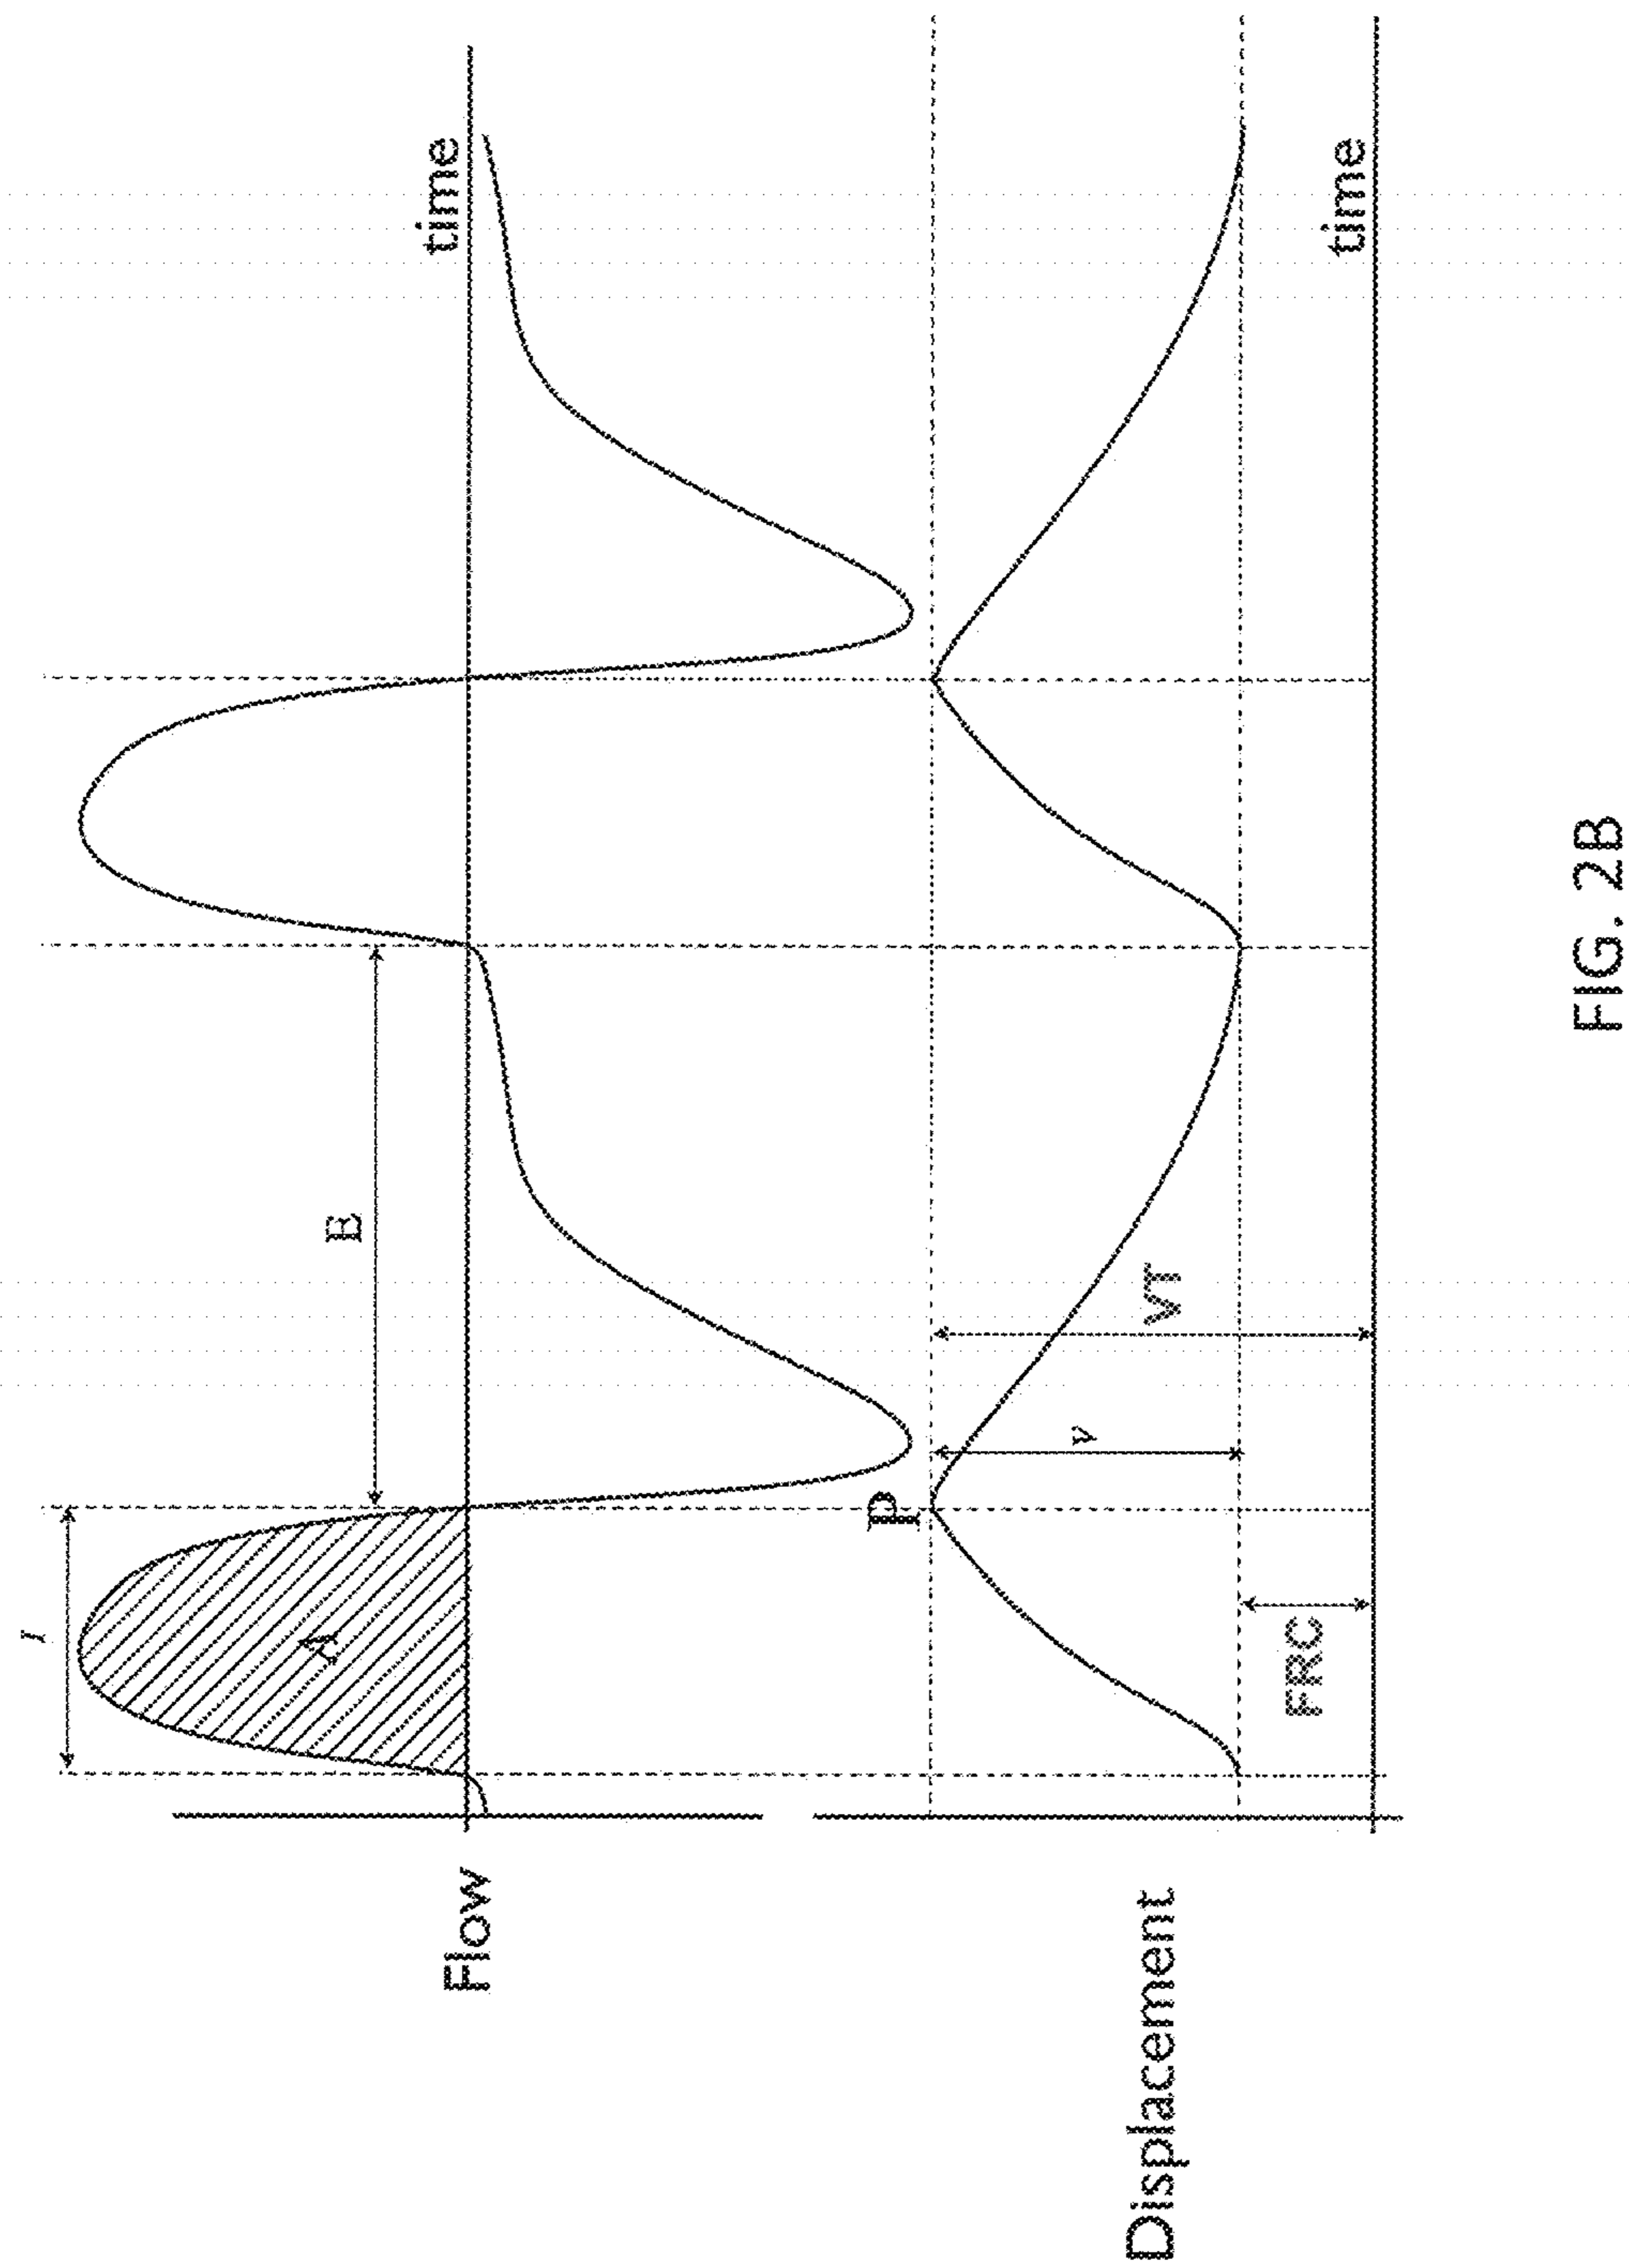 Flow
I
A
E
time
Displacement
P
v
VT
FRC
time
FIG. 2B